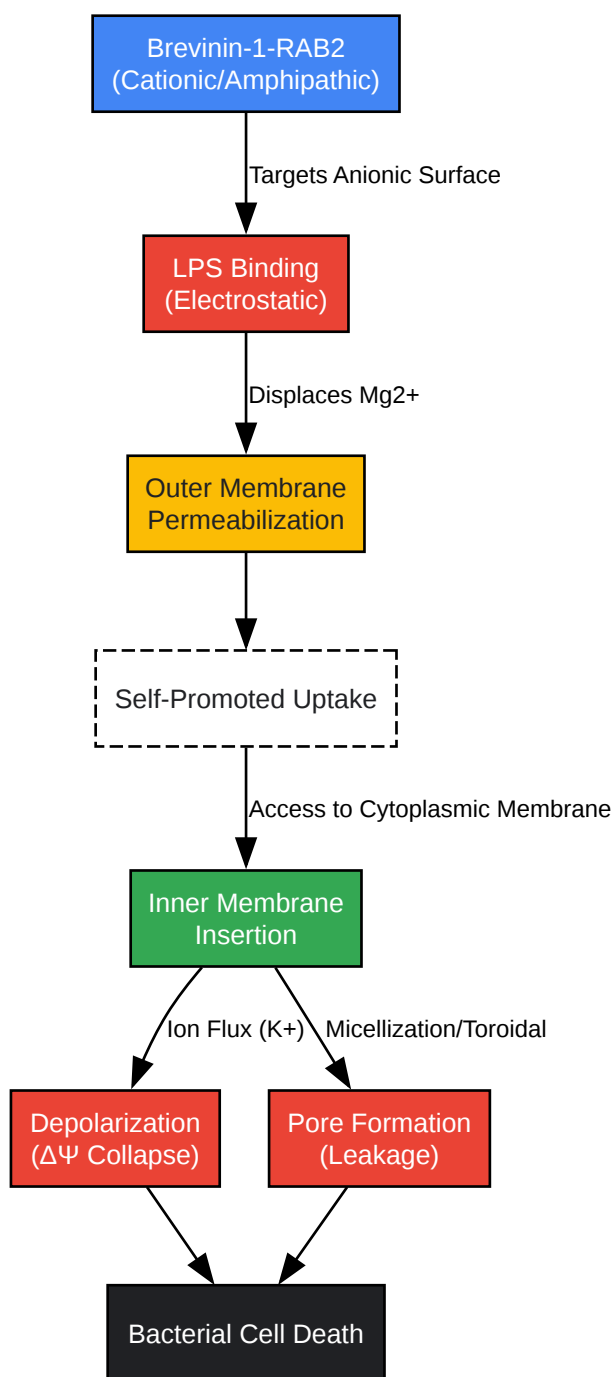 Brevinin-1-RAB2
(Cationic/Amphipathic)
Targets Anionic Surface
LPS Binding
(Electrostatic)
Displaces Mg2+
Outer Membrane
Permeabilization
Self-Promoted Uptake
Access to Cytoplasmic Membrane
Inner Membrane
Insertion
Ion Flux (K+)
Micellization/Toroidal
Depolarization
(ΔΨ Collapse)
Pore Formation
(Leakage)
Bacterial Cell Death